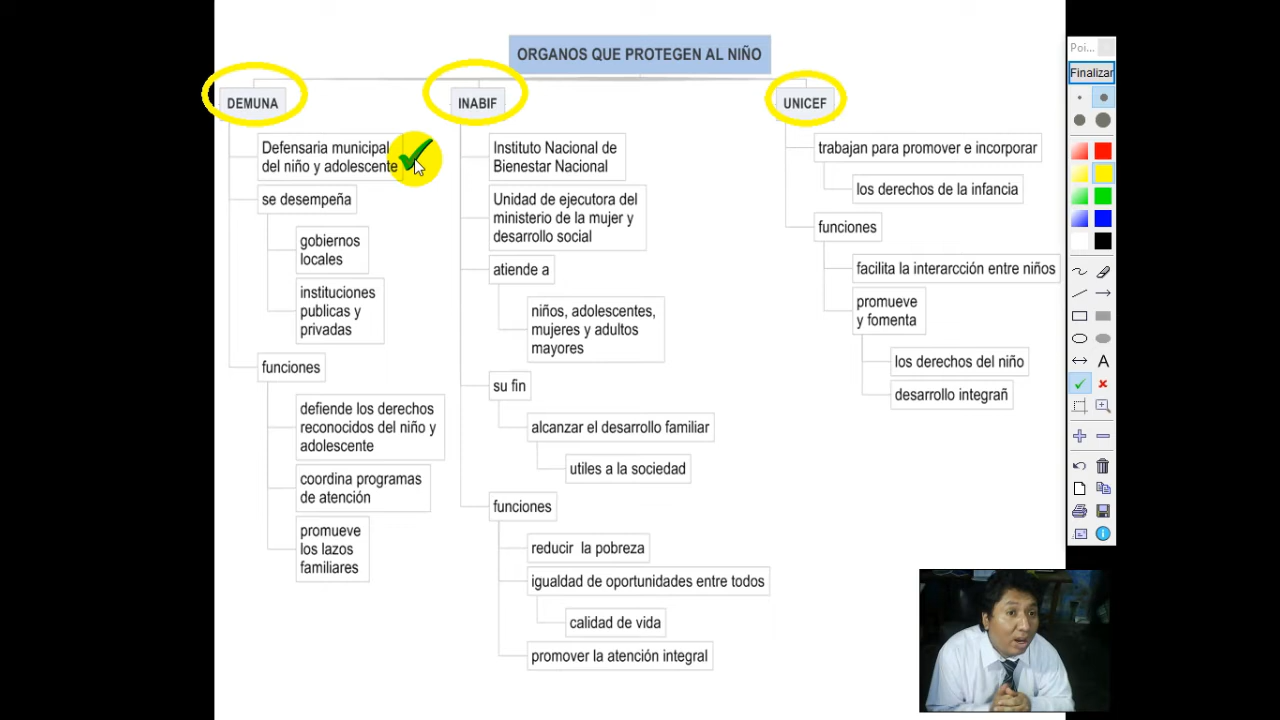 ORGANOS QUE PROTEGEN AL NIÑO
DEMUNA
Defensaria municipal
del niño y adolescente
se desempeña
gobiernos
locales
instituciones
publicas y
privadas
funciones
defiende los derechos
reconocidos del niño y
adolescente
coordina programas
de atención
promueve
los lazos
familiares
INABIF
Instituto Nacional de
Bienestar Nacional
Unidad de ejecutora del
ministerio de la mujer y
desarrollo social
atiende a
niños, adolescentes,
mujeres y adultos
mayores
su fin
alcanzar el desarrollo familiar
utiles a la sociedad
funciones
reducir la pobreza
igualdad de oportunidades entre todos
calidad de vida
promover la atención integral
UNICEF
trabajan para promover e incorporar
los derechos de la infancia
funciones
facilita la interarcción entre niños
promueve
y fomenta
los derechos del niño
desarrollo integrañ
Poi...
Finalizar
A